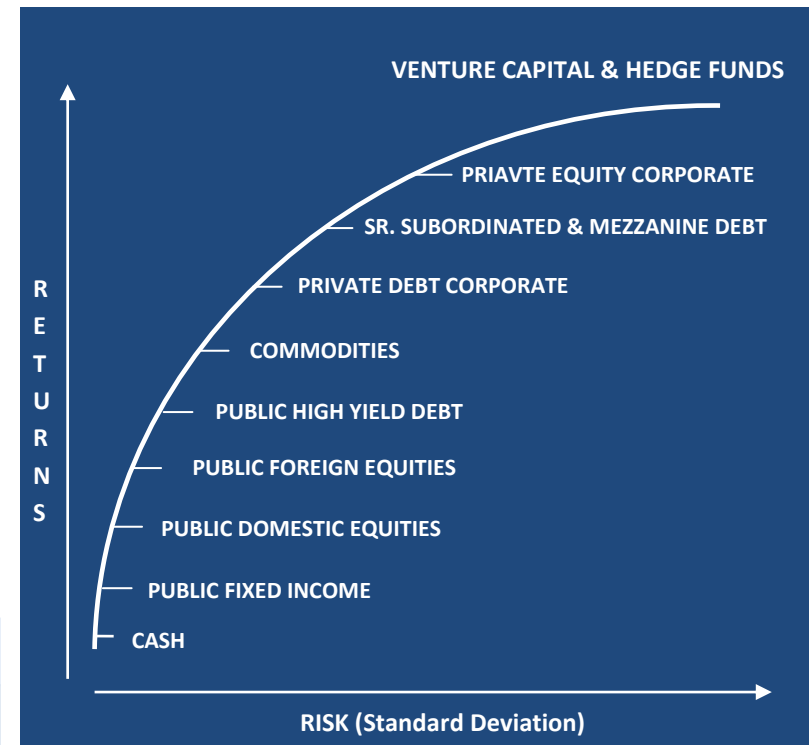 VENTURE CAPITAL & HEDGE FUNDS
PRIAVTE EQUITY CORPORATE
SR. SUBORDINATED & MEZZANINE DEBT
PRIVATE DEBT CORPORATE
COMMODITIES
PUBLIC HIGH YIELD DEBT
PUBLIC FOREIGN EQUITIES
PUBLIC DOMESTIC EQUITIES
PUBLIC FIXED INCOME
CASH
R
E
T
U
R
N
S
RISK (Standard Deviation)